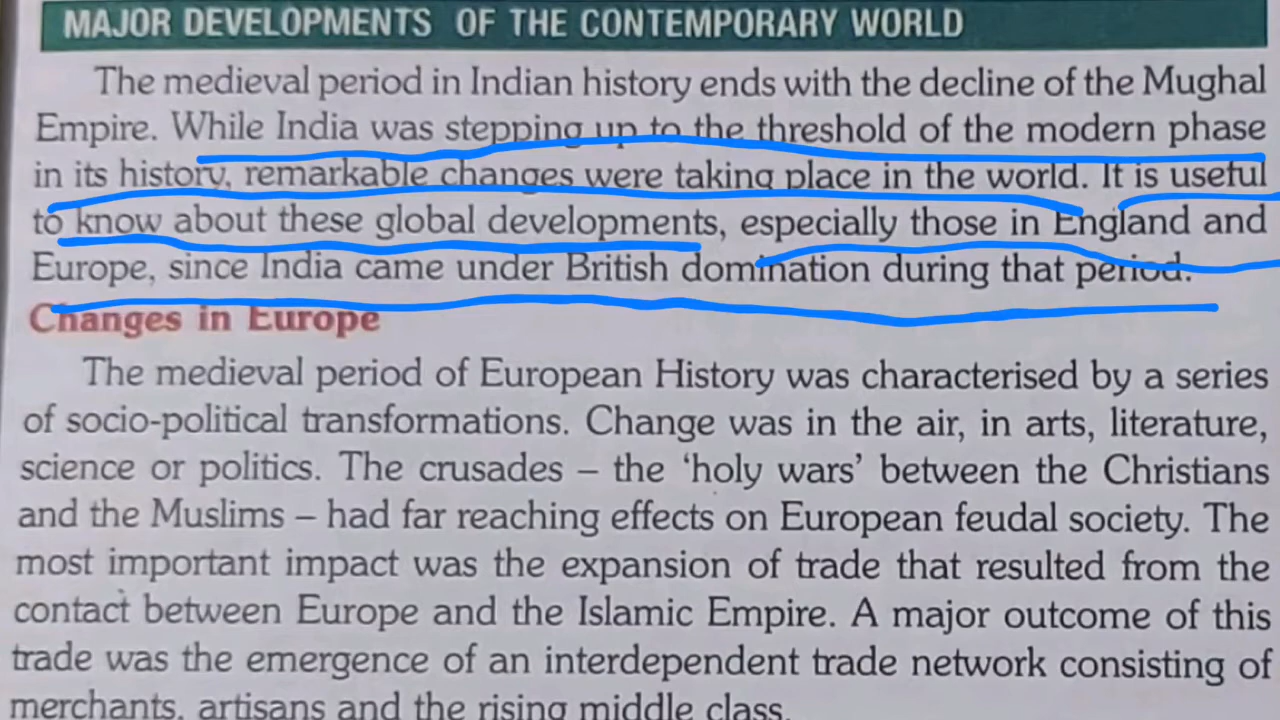 MAJOR DEVELOPMENTS OF THE CONTEMPORARY WORLD
The medieval period in Indian history ends with the decline of the Mughal
Empire. While India was stepping up to the threshold of the modern phase
in its history, remarkable changes were taking place in the world. It is useful
to know about these global developments, especially those in England and
Europe, since India came under British domination during that period.
Changes in Europe
The medieval period of European History was characterised by a series
of socio-political transformations. Change was in the air, in arts, literature,
science or politics. The crusades – the ‘holy wars’ between the Christians
and the Muslims – had far reaching effects on European feudal society. The
most important impact was the expansion of trade that resulted from the
contact between Europe and the Islamic Empire. A major outcome of this
trade was the emergence of an interdependent trade network consisting of
merchants, artisans and the rising middle class.